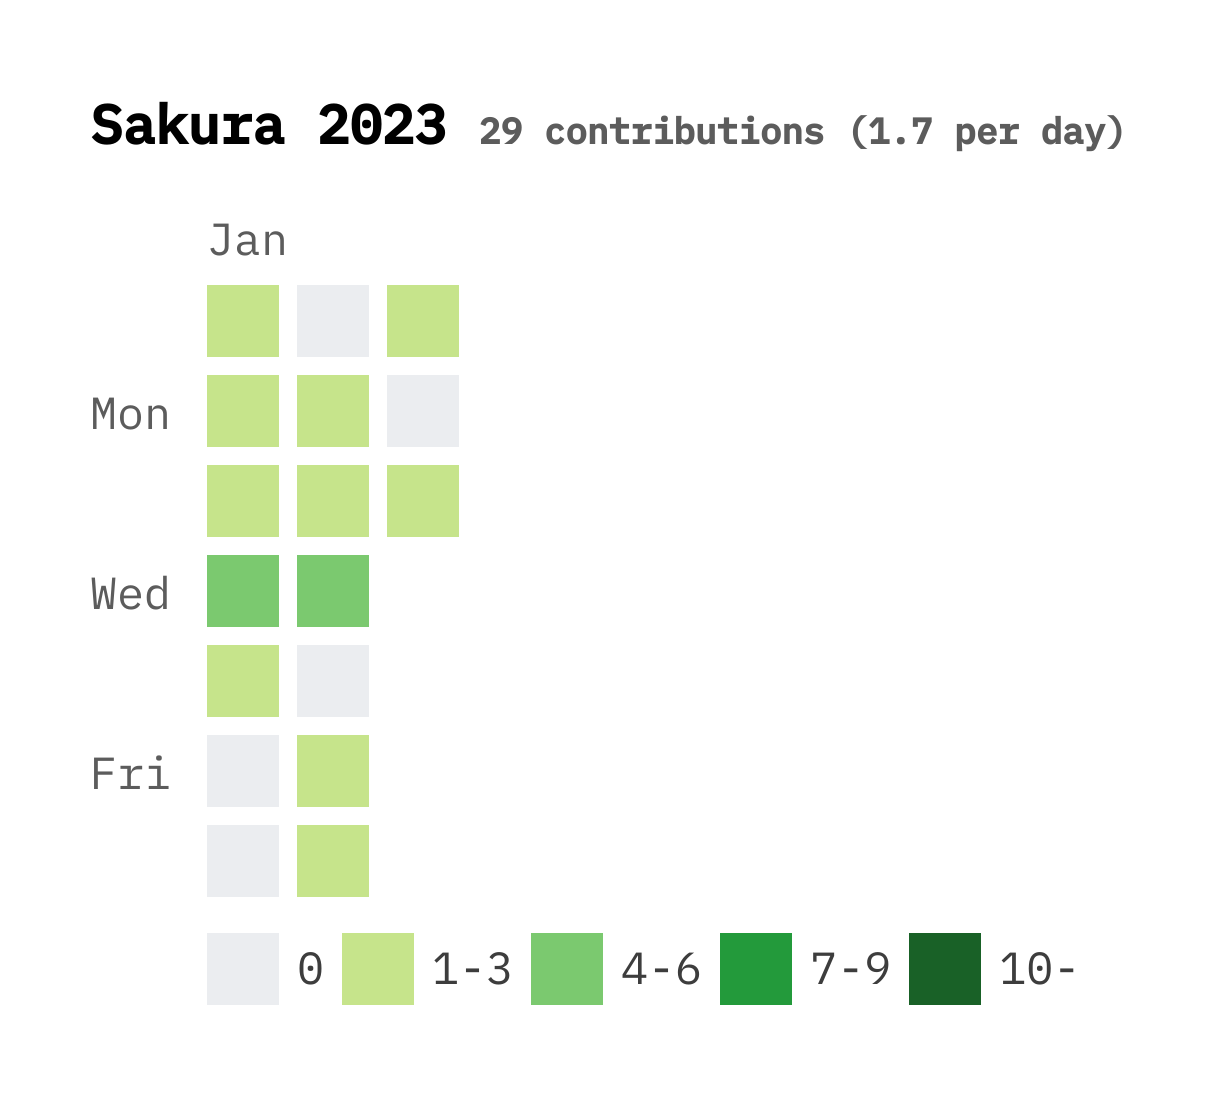 Sakura 2023 29 contributions (1.7 per day)
Jan
Mon
Wed
Fri
0 1-3 4-6 7-9 10-